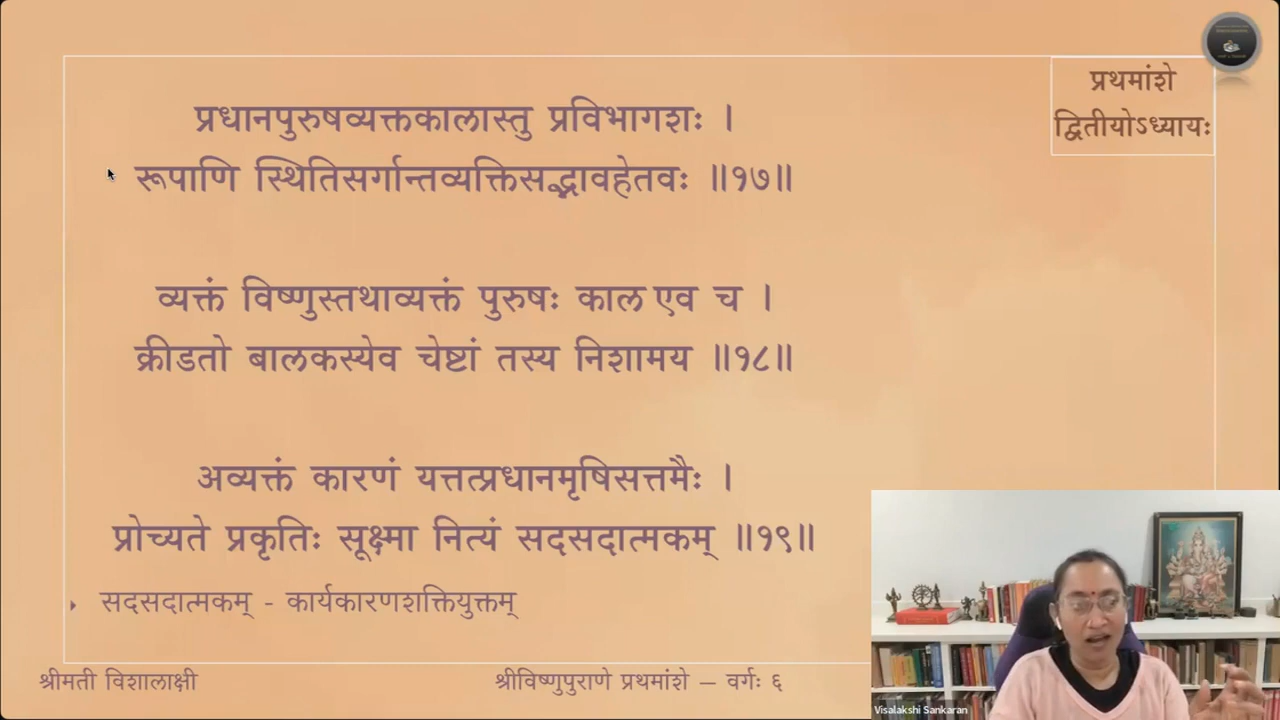 प्रथमांशे
द्वितीयोऽध्यायः
प्रधानपुरुषव्यक्तकालास्तु प्रविभागशः ।
रूपाणि स्थितिसर्गान्तव्यक्तिसद्भावहेतवः ॥१७॥
व्यक्तं विष्णुस्तथाव्यक्तं पुरुषः काल एव च ।
क्रीडतो बालकस्येव चेष्टां तस्य निशामय ॥१८॥
अव्यक्तं कारणं यत्तत्प्रधानमृषिसत्तमैः ।
प्रोच्यते प्रकृतिः सूक्ष्मा नित्यं सदसदात्मकम् ॥१९॥
सदसदात्मकम् - कार्यकारणशक्तियुक्तम्
श्रीमती विशालाक्षी
श्रीविष्णुपुराणे प्रथमांशे – वर्गः ६
Visalakshi Sankaran